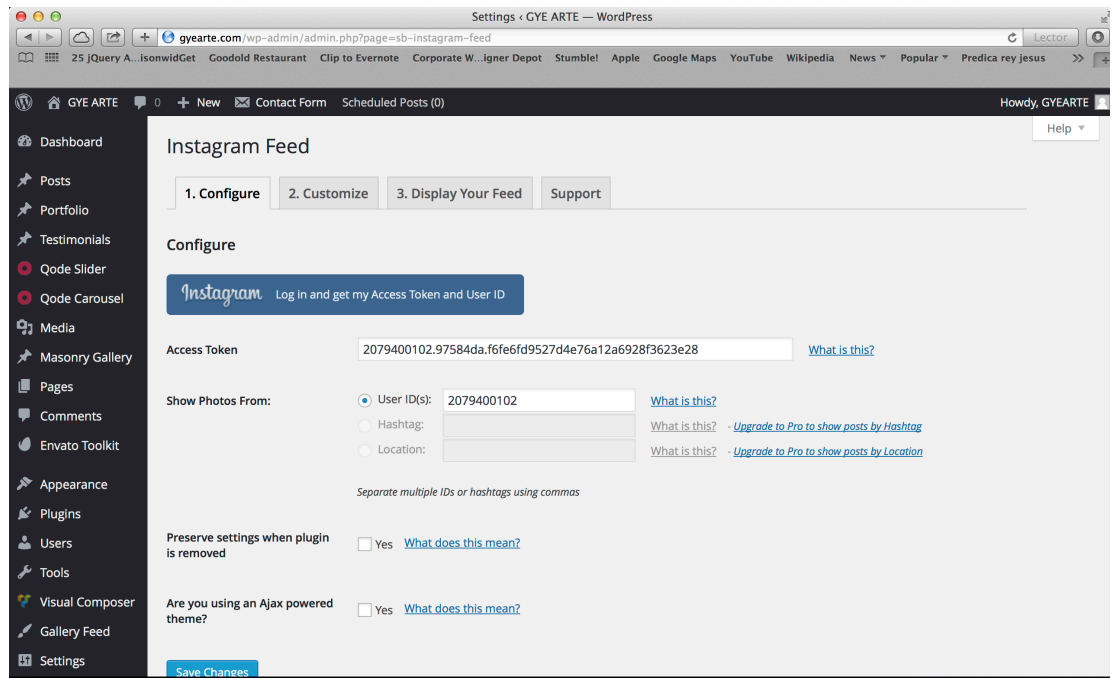 Settings ‹ GYE ARTE — WordPress
gyearte.com/wp-admin/admin.php?page=sb-instagram-feed
Lector
25 jQuery A...isonwidGet Goodold Restaurant Clip to Evernote Corporate W...igner Depot Stumble! Apple Google Maps YouTube Wikipedia News Popular Predica rey jesus >>
GYE ARTE 0 + New Contact Form Scheduled Posts (0) Howdy, GYEARTE
Help
Dashboard
Posts
Portfolio
Testimonials
Qode Slider
Qode Carousel
Media
Masonry Gallery
Pages
Comments
Envato Toolkit
Appearance
Plugins
Users
Tools
Visual Composer
Gallery Feed
Settings
Instagram Feed
1. Configure 2. Customize 3. Display Your Feed Support
Configure
Instagram Log in and get my Access Token and User ID
Access Token 2079400102.97584da.f6fe6fd9527d4e76a12a6928f3623e28 What is this?
Show Photos From: User ID(s): 2079400102 What is this?
Hashtag: What is this? - Upgrade to Pro to show posts by Hashtag
Location: What is this? - Upgrade to Pro to show posts by Location
Separate multiple IDs or hashtags using commas
Preserve settings when plugin
is removed
Yes What does this mean?
Are you using an Ajax powered
theme?
Yes What does this mean?
Save Changes